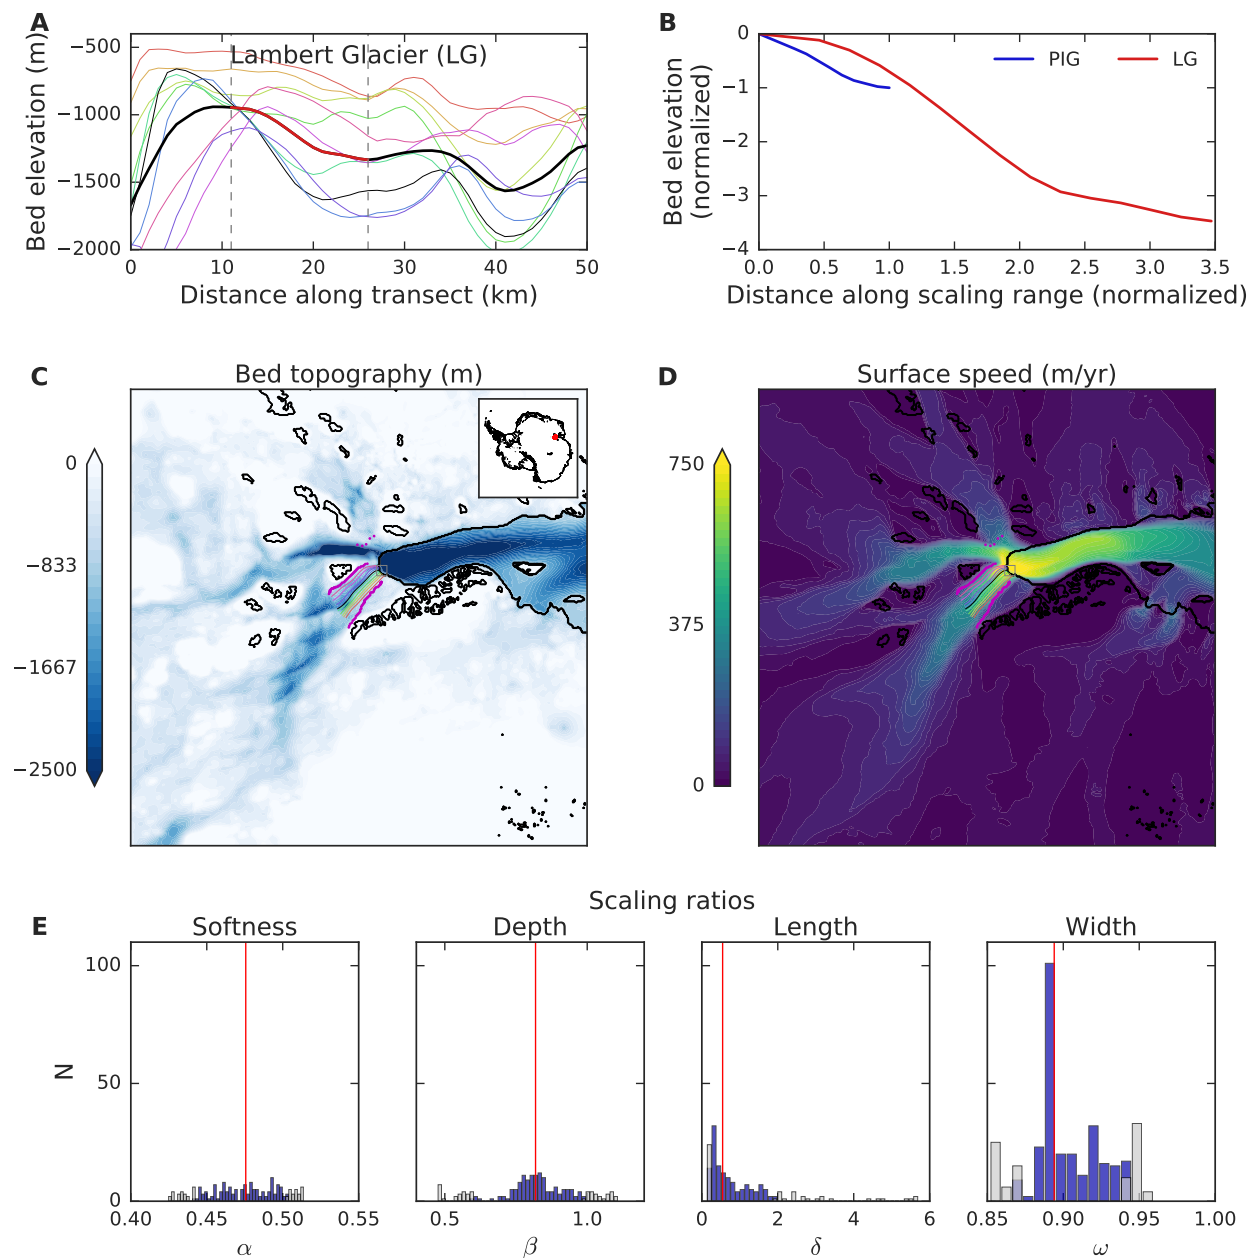 A
Lambert Glacier (LG)
Bed elevation (m)
−500
−1000
−1500
−2000
0 10 20 30 40 50
Distance along transect (km)
B
PIG LG
Bed elevation
(normalized)
0
−1
−2
−3
−4
0.0 0.5 1.0 1.5 2.0 2.5 3.0 3.5
Distance along scaling range (normalized)
C
Bed topography (m)
0
−833
−1667
−2500
D
Surface speed (m/yr)
750
375
0
Scaling ratios
E
Softness
Depth
Length
Width
N
100
50
0
0.40 0.45 0.50 0.55
α
0.5 1.0
β
0 2 4 6
δ
0.85 0.90 0.95 1.00
ω